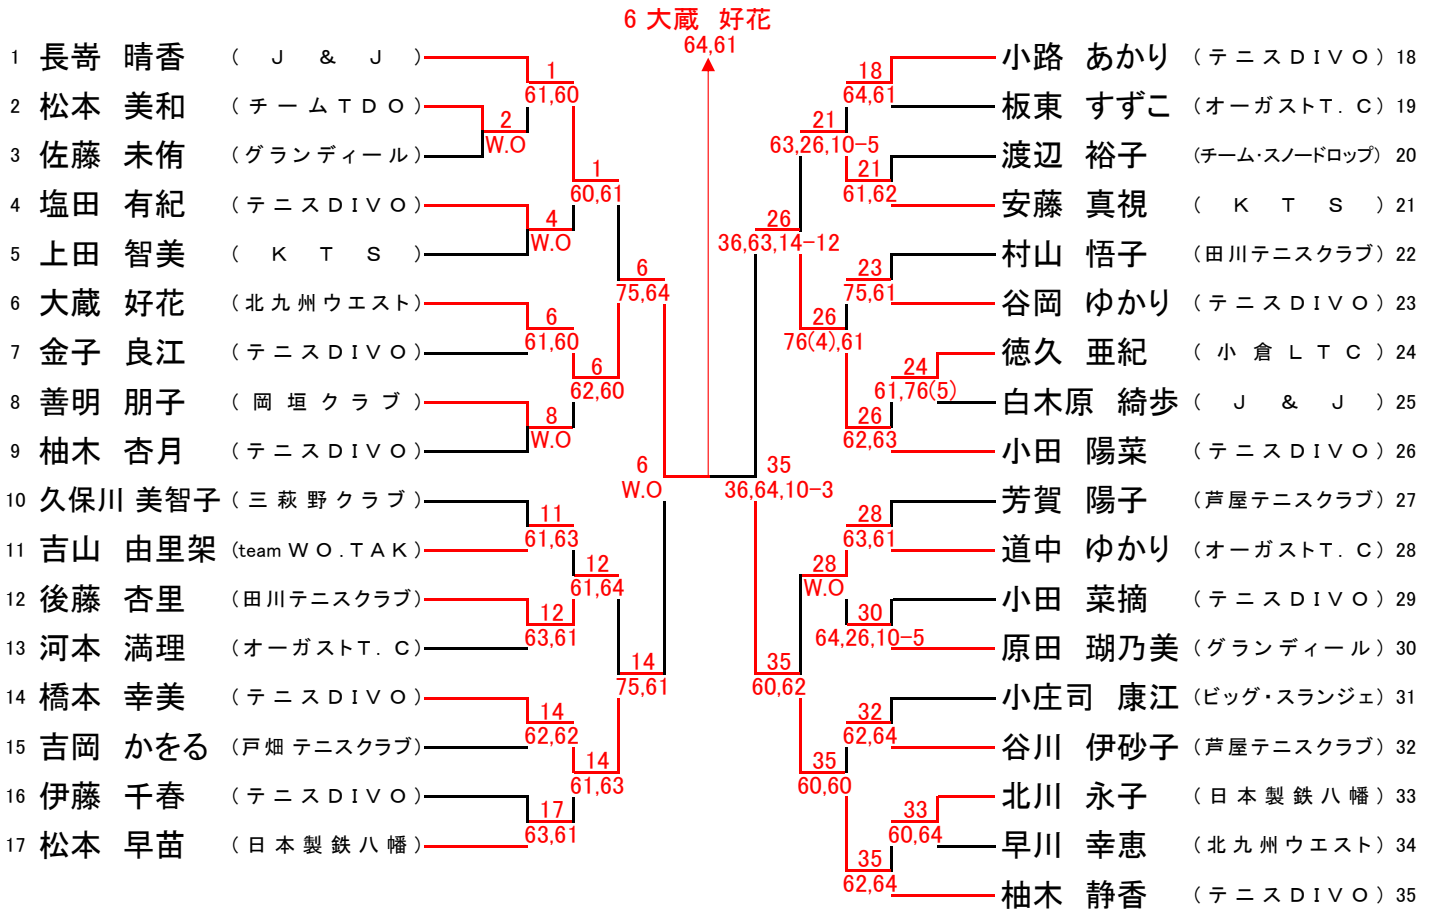 6 大蔵 好花
64,61
1 長嵜 晴香 ( J & J )
2 松本 美和 (チームTDO)
3 佐藤 未侑 (グランディール)
4 塩田 有紀 (テニスDIVO)
5 上田 智美 ( K T S )
6 大蔵 好花 (北九州ウエスト)
7 金子 良江 (テニスDIVO)
8 善明 朋子 (岡垣クラブ)
9 柚木 杏月 (テニスDIVO)
10 久保川 美智子 (三萩野クラブ)
11 吉山 由里架 (team WO.TAK)
12 後藤 杏里 (田川テニスクラブ)
13 河本 満理 (オーガストT. C)
14 橋本 幸美 (テニスDIVO)
15 吉岡 かをる (戸畑テニスクラブ)
16 伊藤 千春 (テニスDIVO)
17 松本 早苗 (日本製鉄八幡)
1
61,60
2
W.O
1
60,61
4
W.O
6
75,64
6
61,60
6
62,60
8
W.O
6
W.O
11
61,63
12
61,64
12
63,61
14
75,61
14
62,62
14
61,63
17
63,61
18
64,61
21
63,26,10-5
21
61,62
26
36,63,14-12
23
75,61
26
76(4),61
24
61,76(5)
26
62,63
35
36,64,10-3
28
63,61
28
W.O
30
64,26,10-5
35
60,62
32
62,64
35
60,60
33
60,64
35
62,64
小路 あかり (テニスDIVO) 18
板東 すずこ (オーガストT. C) 19
渡辺 裕子 (チーム・スノードロップ) 20
安藤 真視 ( K T S ) 21
村山 悟子 (田川テニスクラブ) 22
谷岡 ゆかり (テニスDIVO) 23
徳久 亜紀 (小倉LTC) 24
白木原 綺歩 ( J & J ) 25
小田 陽菜 (テニスDIVO) 26
芳賀 陽子 (芦屋テニスクラブ) 27
道中 ゆかり (オーガストT. C) 28
小田 菜摘 (テニスDIVO) 29
原田 瑚乃美 (グランディール) 30
小庄司 康江 (ビッグ・スランジェ) 31
谷川 伊砂子 (芦屋テニスクラブ) 32
北川 永子 (日本製鉄八幡) 33
早川 幸恵 (北九州ウエスト) 34
柚木 静香 (テニスDIVO) 35